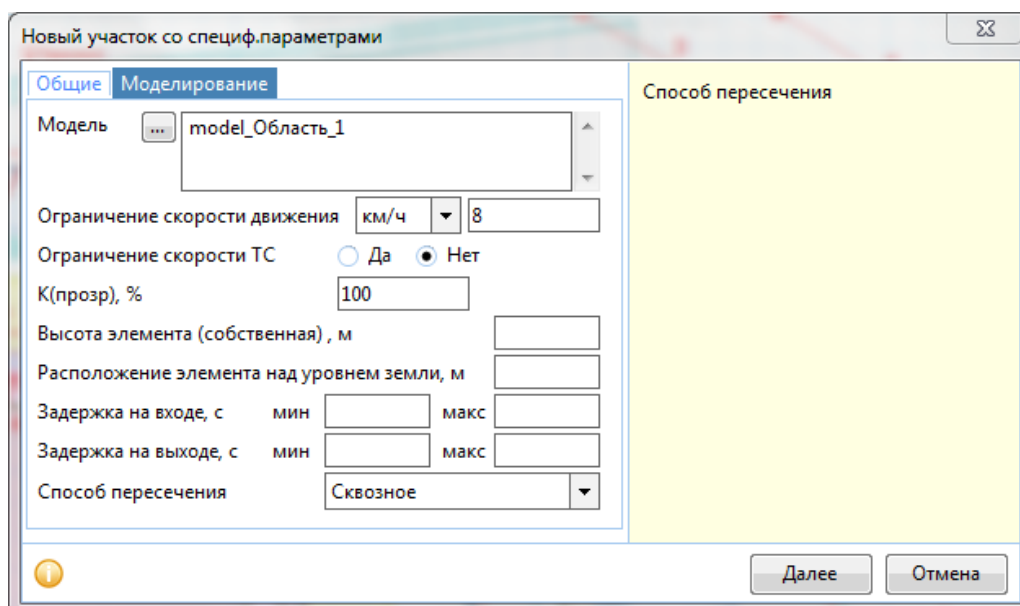 Новый участок со специф.параметрами
Общие Моделирование
Модель ... model_Область_1
Ограничение скорости движения км/ч 8
Ограничение скорости ТС Да Нет
К(прозр), % 100
Высота элемента (собственная) , м
Расположение элемента над уровнем земли, м
Задержка на входе, с мин макс
Задержка на выходе, с мин макс
Способ пересечения Сквозное
Способ пересечения
Далее Отмена